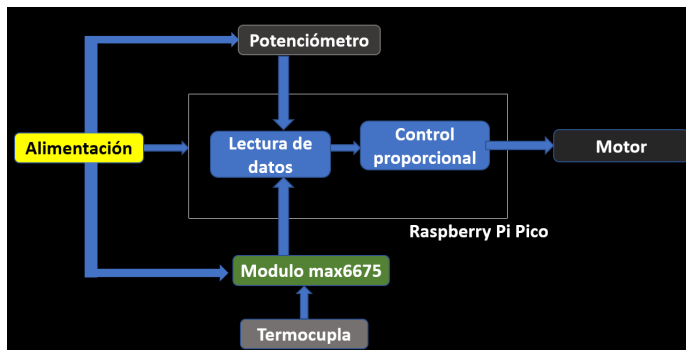 Potenciómetro
Alimentación
Lectura de
datos
Control
proporcional
Motor
Raspberry Pi Pico
Modulo max6675
Termocupla